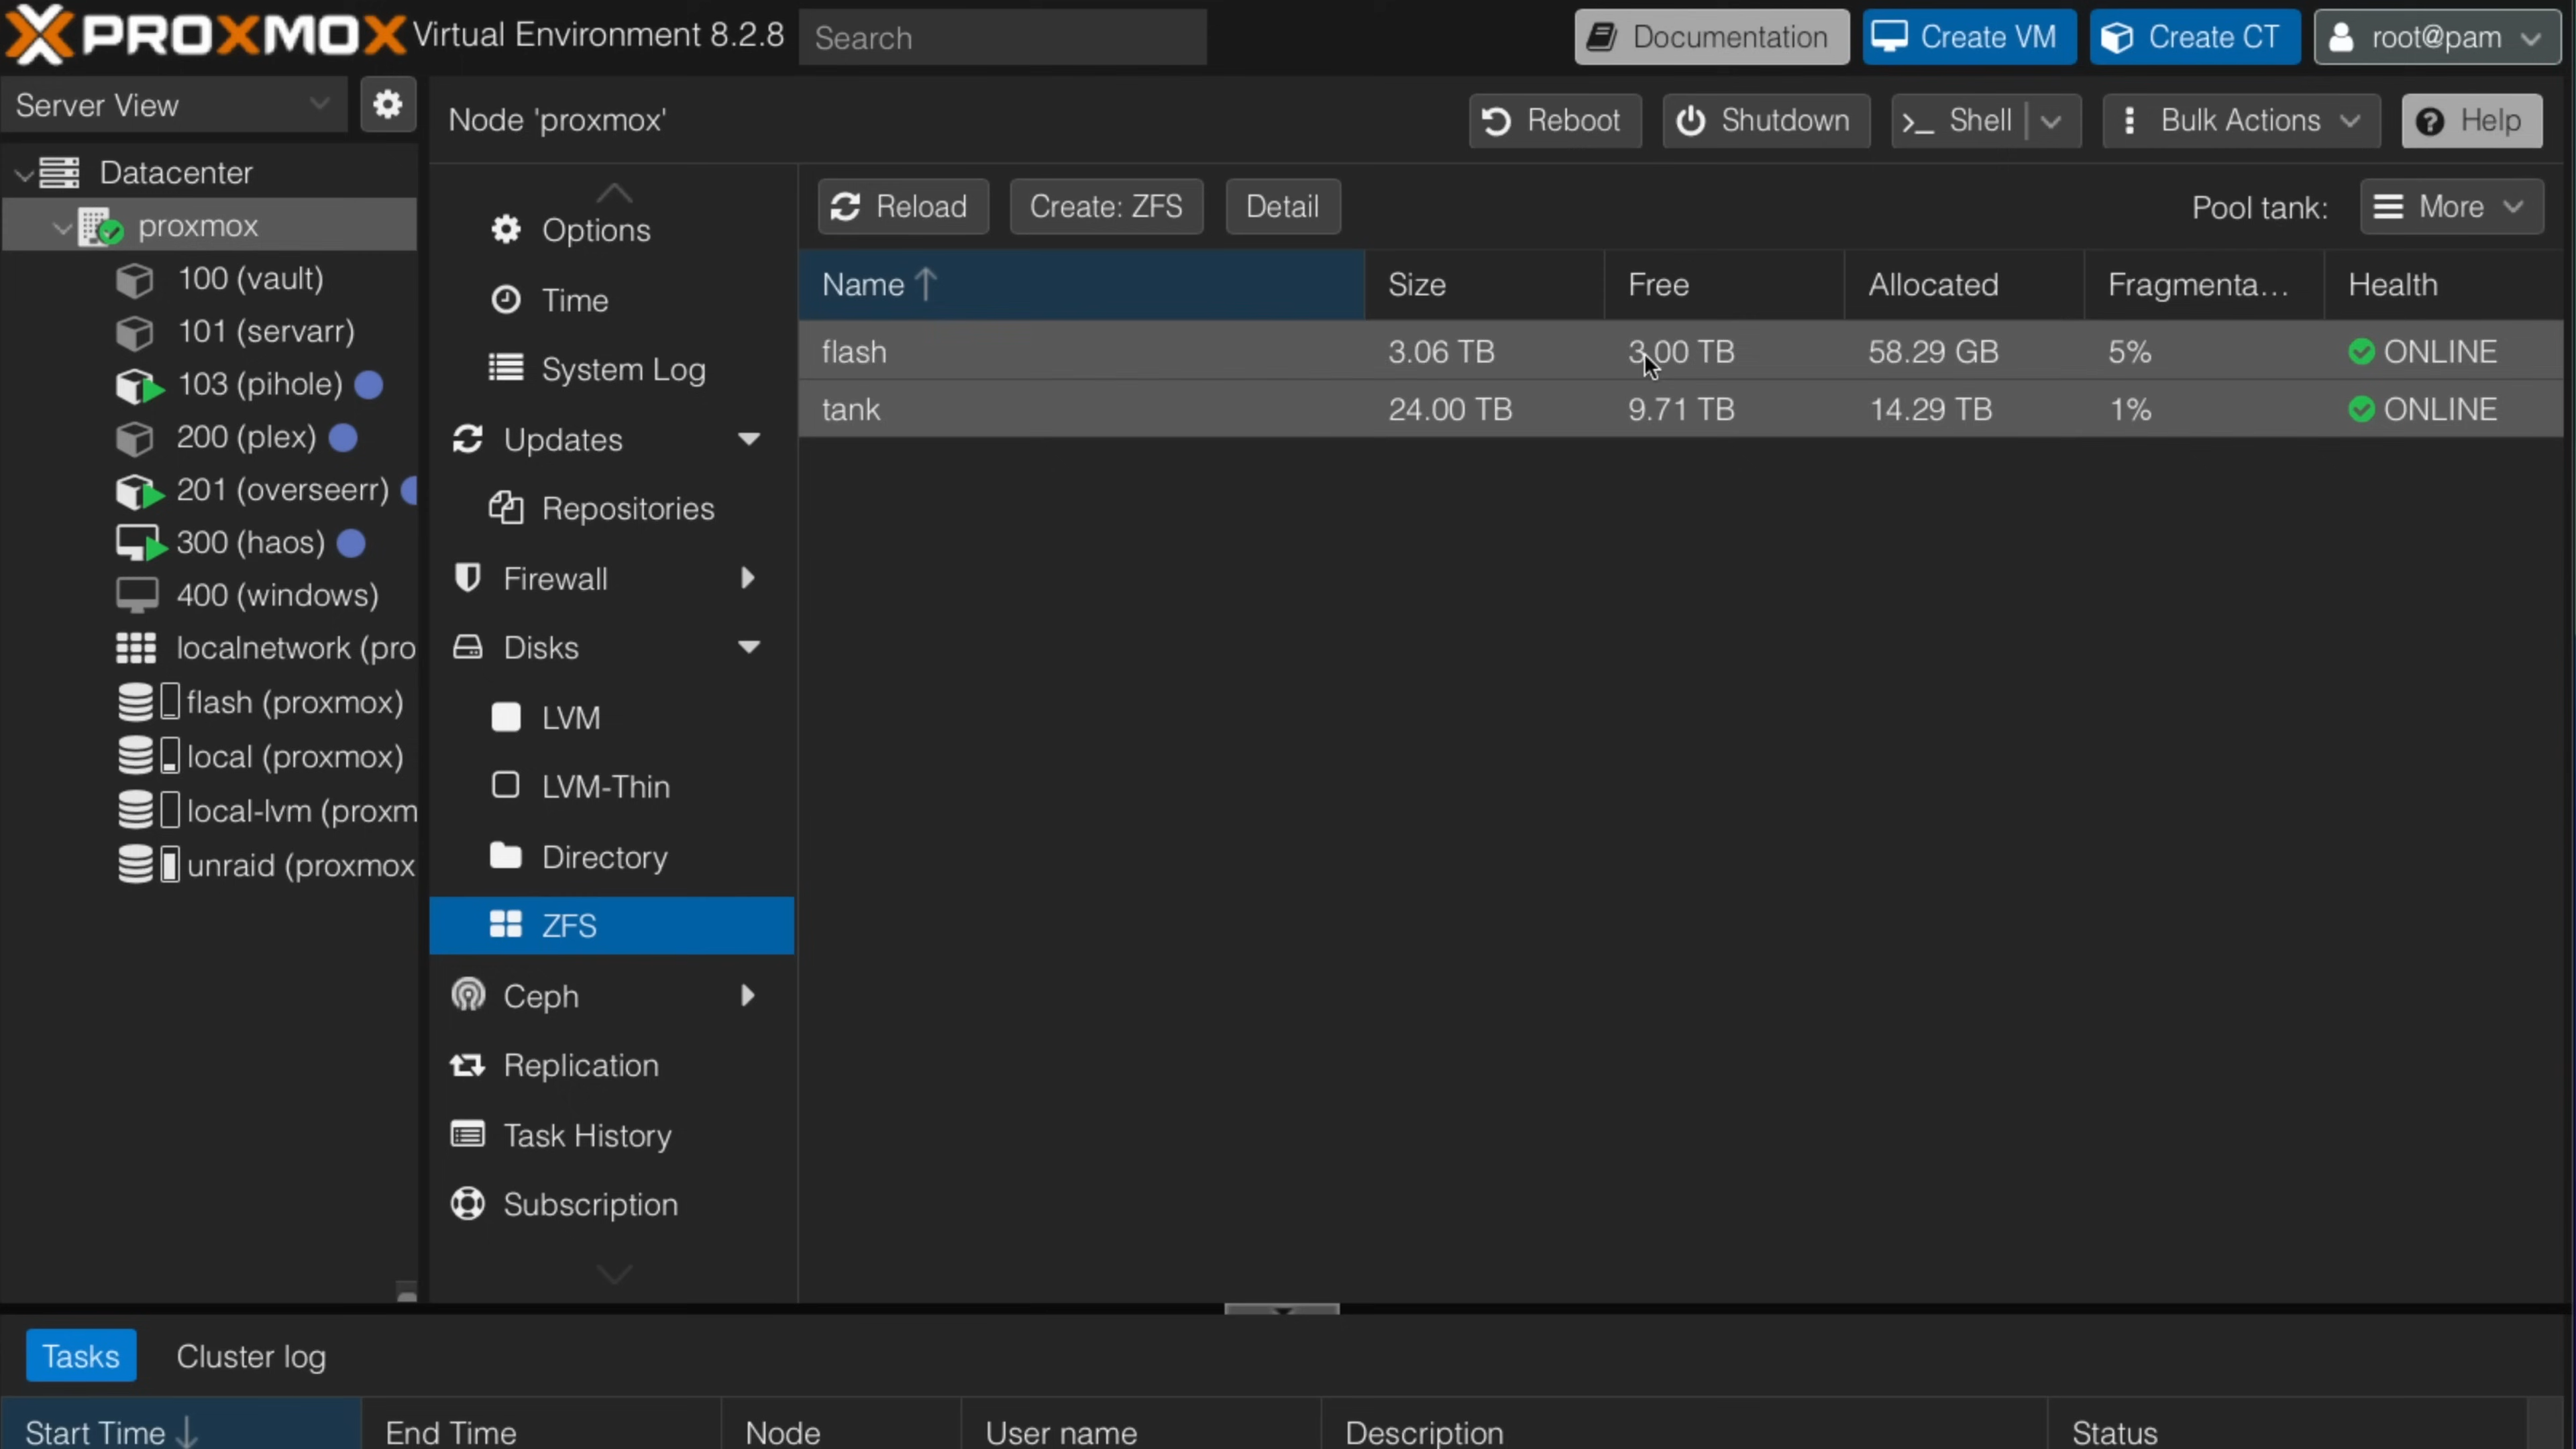 PROXMOX Virtual Environment 8.2.8 Search Documentation Create VM Create CT root@pam
Server View
Node 'proxmox' Reboot Shutdown Shell Bulk Actions Help
Datacenter
proxmox
100 (vault)
101 (servarr)
103 (pihole)
200 (plex)
201 (overseerr)
300 (haos)
400 (windows)
localnetwork (pro
flash (proxmox)
local (proxmox)
local-lvm (proxm
unraid (proxmox
Options
Time
System Log
Updates
Repositories
Firewall
Disks
LVM
LVM-Thin
Directory
ZFS
Ceph
Replication
Task History
Subscription
Reload Create: ZFS Detail Pool tank: More
Name Size Free Allocated Fragmenta... Health
flash 3.06 TB 3.00 TB 58.29 GB 5% ONLINE
tank 24.00 TB 9.71 TB 14.29 TB 1% ONLINE
Tasks Cluster log
Start Time End Time Node User name Description Status